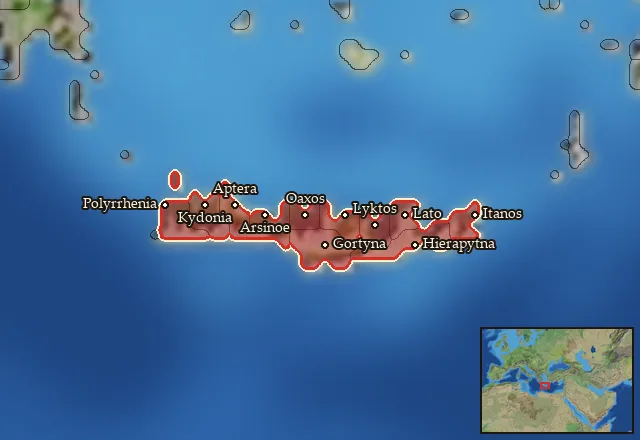 Aptera
Polyrrhenia
Oaxos
Kydonia
Lyktos
Lato
Itanos
Arsinoe
Gortyna
Hierapytna